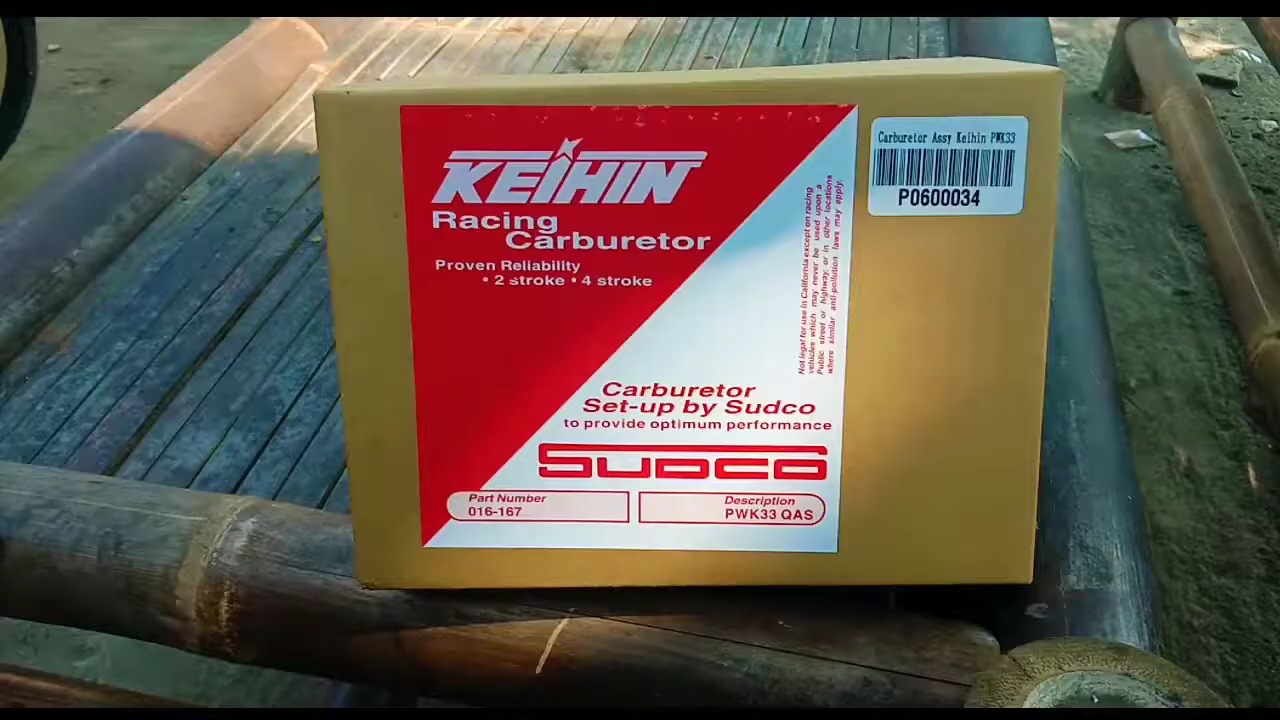 KEIHIN
Racing
Carburetor
Proven Reliability
• 2 stroke • 4 stroke
Carburetor Assy Keihin PWK33
P0600034
Not legal for use in California except on racing
vehicles which may never be used upon a
Public street or highway, or in other locations
where similar anti-pollution laws may apply.
Carburetor
Set-up by Sudco
to provide optimum performance
SUDCO
Part Number
016-167
Description
PWK33 QAS